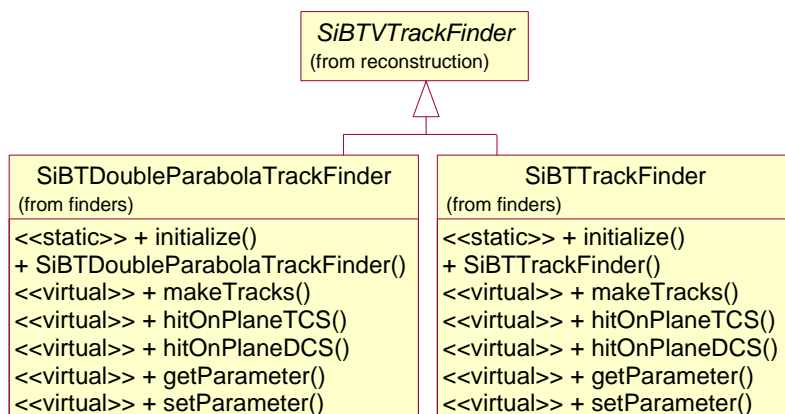 SiBTVTrackFinder
(from reconstruction)
SiBTDoubleParabolaTrackFinder
(from finders)
<<static>> + initialize()
+ SiBTDoubleParabolaTrackFinder()
<<virtual>> + makeTracks()
<<virtual>> + hitOnPlaneTCS()
<<virtual>> + hitOnPlaneDCS()
<<virtual>> + getParameter()
<<virtual>> + setParameter()
SiBTTrackFinder
(from finders)
<<static>> + initialize()
+ SiBTTrackFinder()
<<virtual>> + makeTracks()
<<virtual>> + hitOnPlaneTCS()
<<virtual>> + hitOnPlaneDCS()
<<virtual>> + getParameter()
<<virtual>> + setParameter()